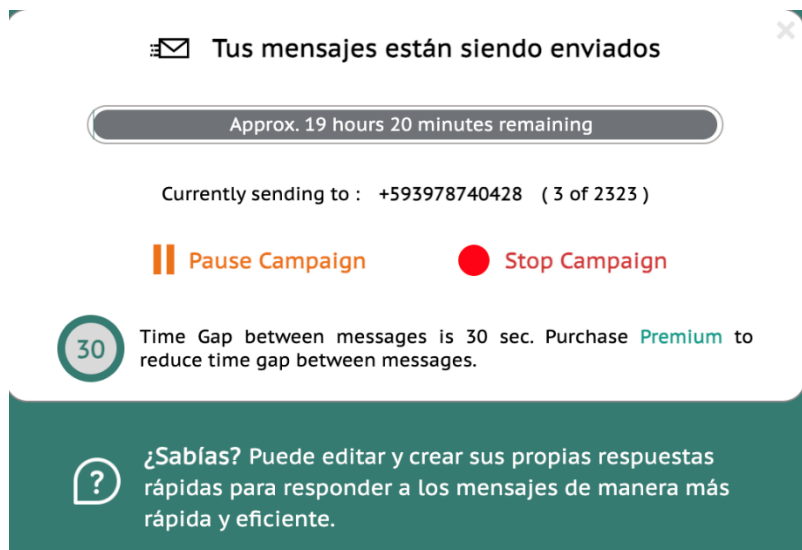 Tus mensajes están siendo enviados
Approx. 19 hours 20 minutes remaining
Currently sending to : +593978740428 ( 3 of 2323 )
Pause Campaign
Stop Campaign
30
Time Gap between messages is 30 sec. Purchase Premium to
reduce time gap between messages.
¿Sabías? Puede editar y crear sus propias respuestas
rápidas para responder a los mensajes de manera más
rápida y eficiente.